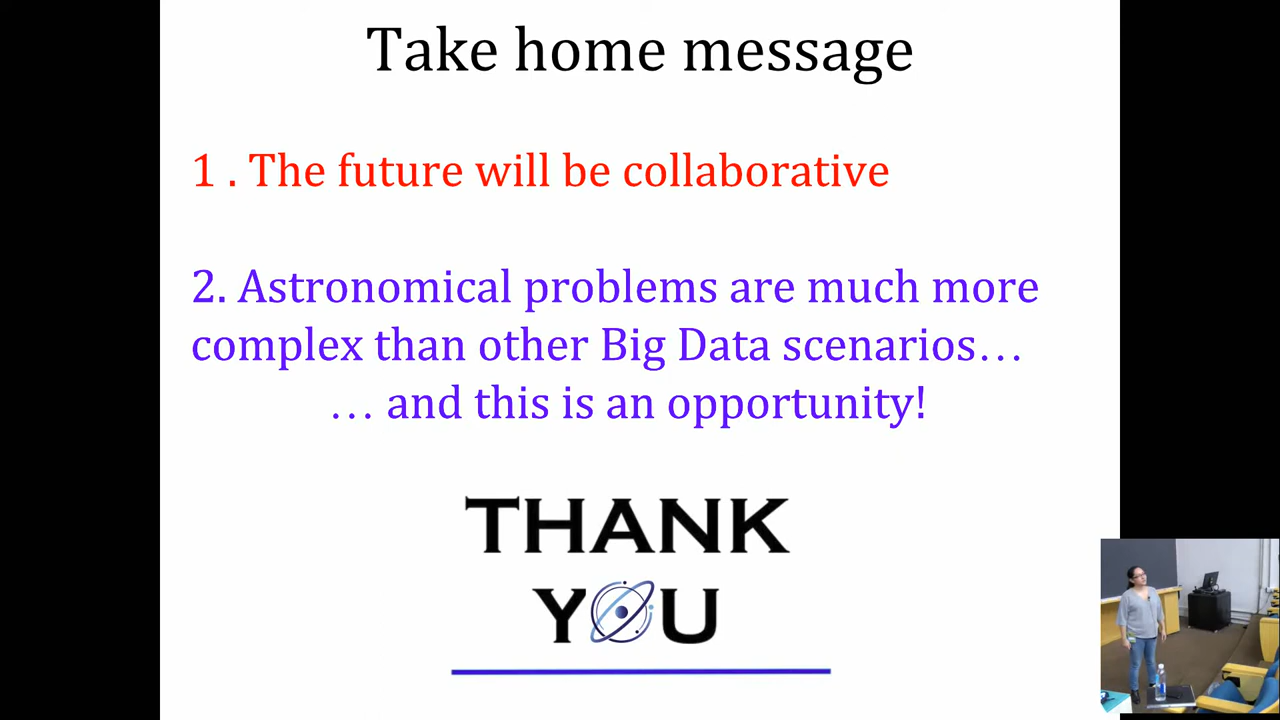 Take home message
1 . The future will be collaborative
2. Astronomical problems are much more
complex than other Big Data scenarios…
… and this is an opportunity!
THANK
YOU